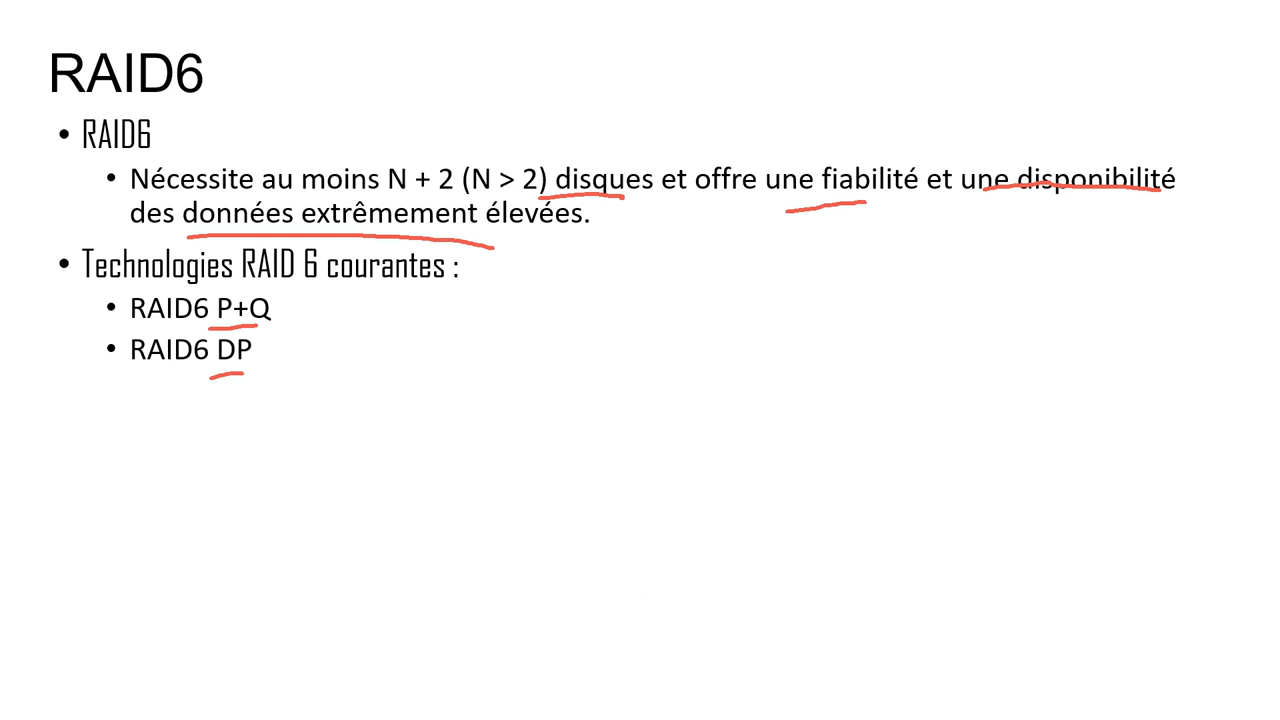 RAID6
• RAID6
• Nécessite au moins N + 2 (N > 2) disques et offre une fiabilité et une disponibilité
des données extrêmement élevées.
• Technologies RAID 6 courantes :
• RAID6 P+Q
• RAID6 DP